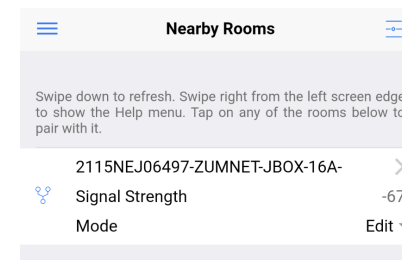 Nearby Rooms
Swipe down to refresh. Swipe right from the left screen edge
to show the Help menu. Tap on any of the rooms below to
pair with it.
2115NEJ06497-ZUMNET-JBOX-16A-
Signal Strength -67
Mode Edit